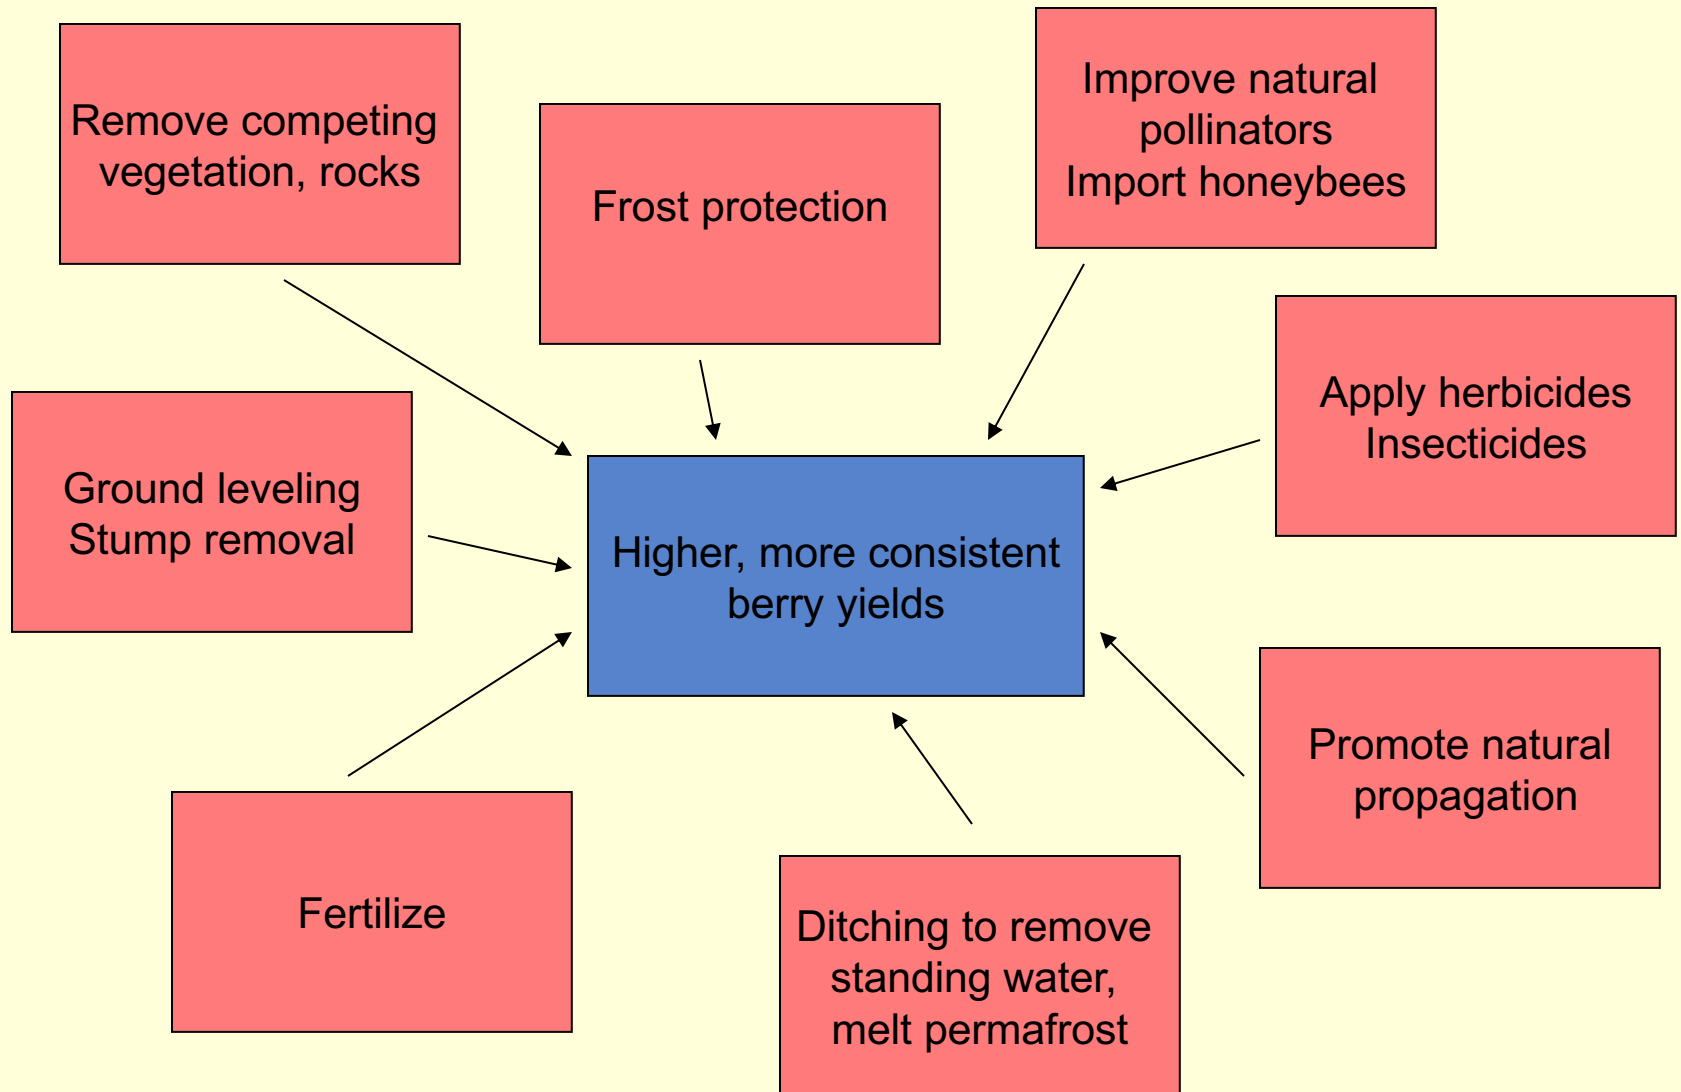 Remove competing
vegetation, rocks
Frost protection
Improve natural
pollinators
Import honeybees
Apply herbicides
Insecticides
Ground leveling
Stump removal
Higher, more consistent
berry yields
Promote natural
propagation
Fertilize
Ditching to remove
standing water,
melt permafrost